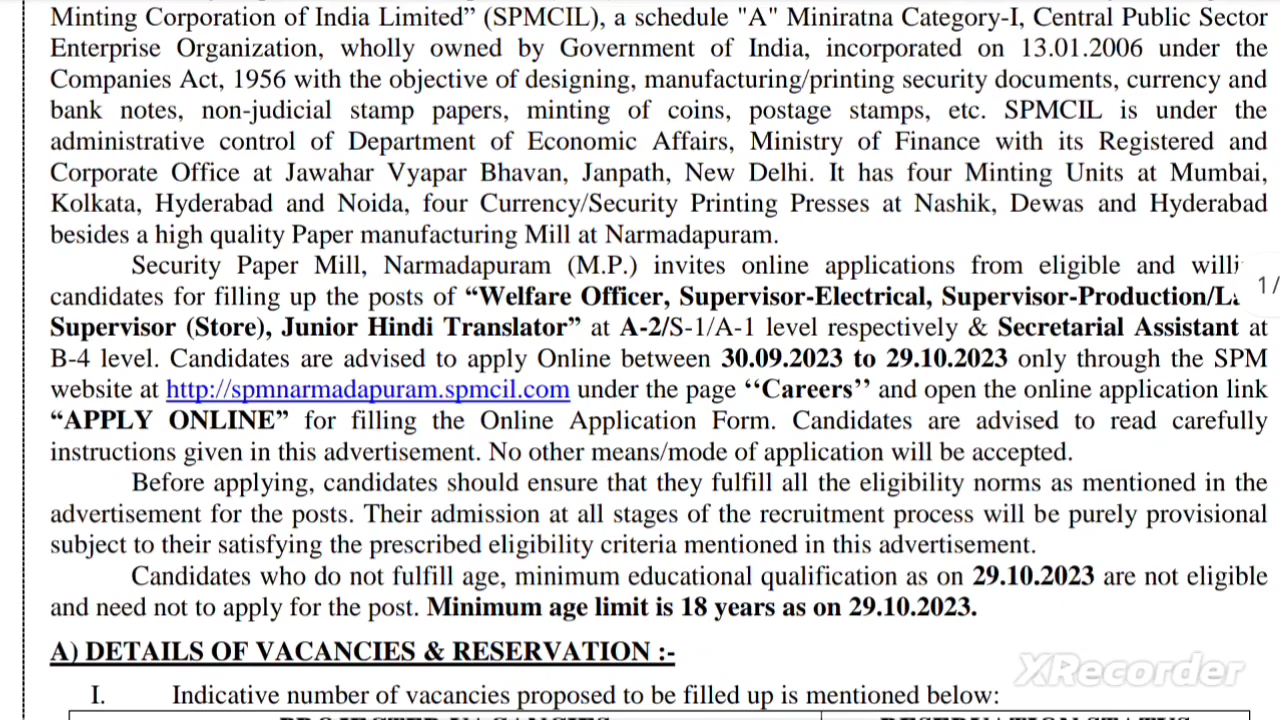 Minting Corporation of India Limited” (SPMCIL), a schedule "A" Miniratna Category-I, Central Public Sector
Enterprise Organization, wholly owned by Government of India, incorporated on 13.01.2006 under the
Companies Act, 1956 with the objective of designing, manufacturing/printing security documents, currency and
bank notes, non-judicial stamp papers, minting of coins, postage stamps, etc. SPMCIL is under the
administrative control of Department of Economic Affairs, Ministry of Finance with its Registered and
Corporate Office at Jawahar Vyapar Bhavan, Janpath, New Delhi. It has four Minting Units at Mumbai,
Kolkata, Hyderabad and Noida, four Currency/Security Printing Presses at Nashik, Dewas and Hyderabad
besides a high quality Paper manufacturing Mill at Narmadapuram.
Security Paper Mill, Narmadapuram (M.P.) invites online applications from eligible and
1/
candidates for filling up the posts of “Welfare Officer, Supervisor-Electrical, Supervisor-Production/
Supervisor (Store), Junior Hindi Translator” at A-2/S-1/A-1 level respectively & Secretarial Assistant at
B-4 level. Candidates are advised to apply Online between 30.09.2023 to 29.10.2023 only through the SPM
website at http://spmnarmadapuram.spmcil.com under the page ‘‘Careers’’ and open the online application link
“APPLY ONLINE” for filling the Online Application Form. Candidates are advised to read carefully
instructions given in this advertisement. No other means/mode of application will be accepted.
Before applying, candidates should ensure that they fulfill all the eligibility norms as mentioned in the
advertisement for the posts. Their admission at all stages of the recruitment process will be purely provisional
subject to their satisfying the prescribed eligibility criteria mentioned in this advertisement.
Candidates who do not fulfill age, minimum educational qualification as on 29.10.2023 are not eligible
and need not to apply for the post. Minimum age limit is 18 years as on 29.10.2023.
A) DETAILS OF VACANCIES & RESERVATION :-
XRecorder
I. Indicative number of vacancies proposed to be filled up is mentioned below: